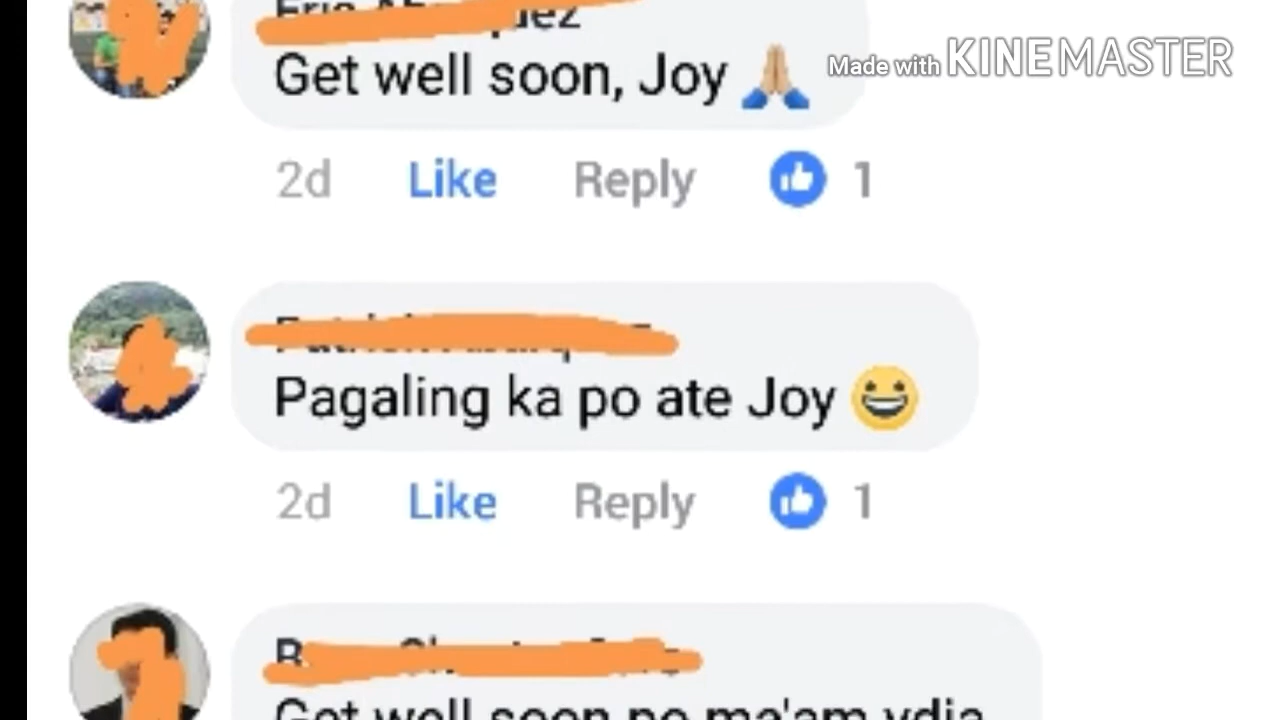 Get well soon, Joy
Made with KINEMASTER
2d Like Reply 1
Pagaling ka po ate Joy
2d Like Reply 1
Get well soon po ma'am ydia